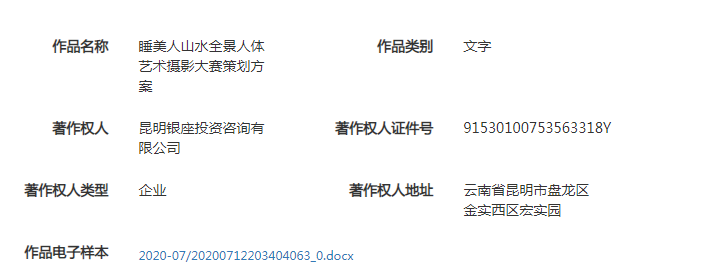 作品名称 睡美人山水全景人体 作品类别 文字
艺术摄影大赛策划方
案
著作权人 昆明银座投资咨询有 著作权人证件号 91530100753563318Y
限公司
著作权人类型 企业 著作权人地址 云南省昆明市盘龙区
金实西区宏实园
作品电子样本 2020-07/20200712203404063_0.docx